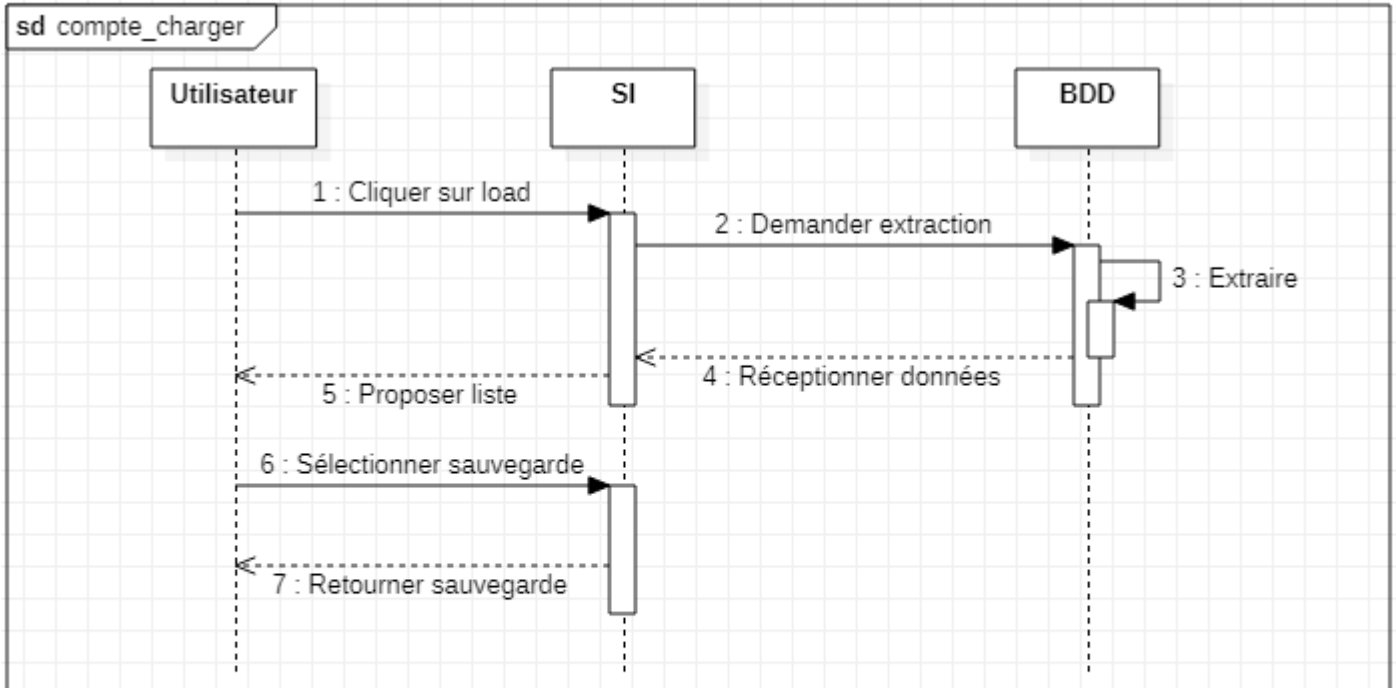 sd compte_charger
Utilisateur
SI
BDD
1 : Cliquer sur load
2 : Demander extraction
3 : Extraire
4 : Réceptionner données
5 : Proposer liste
6 : Sélectionner sauvegarde
7 : Retourner sauvegarde